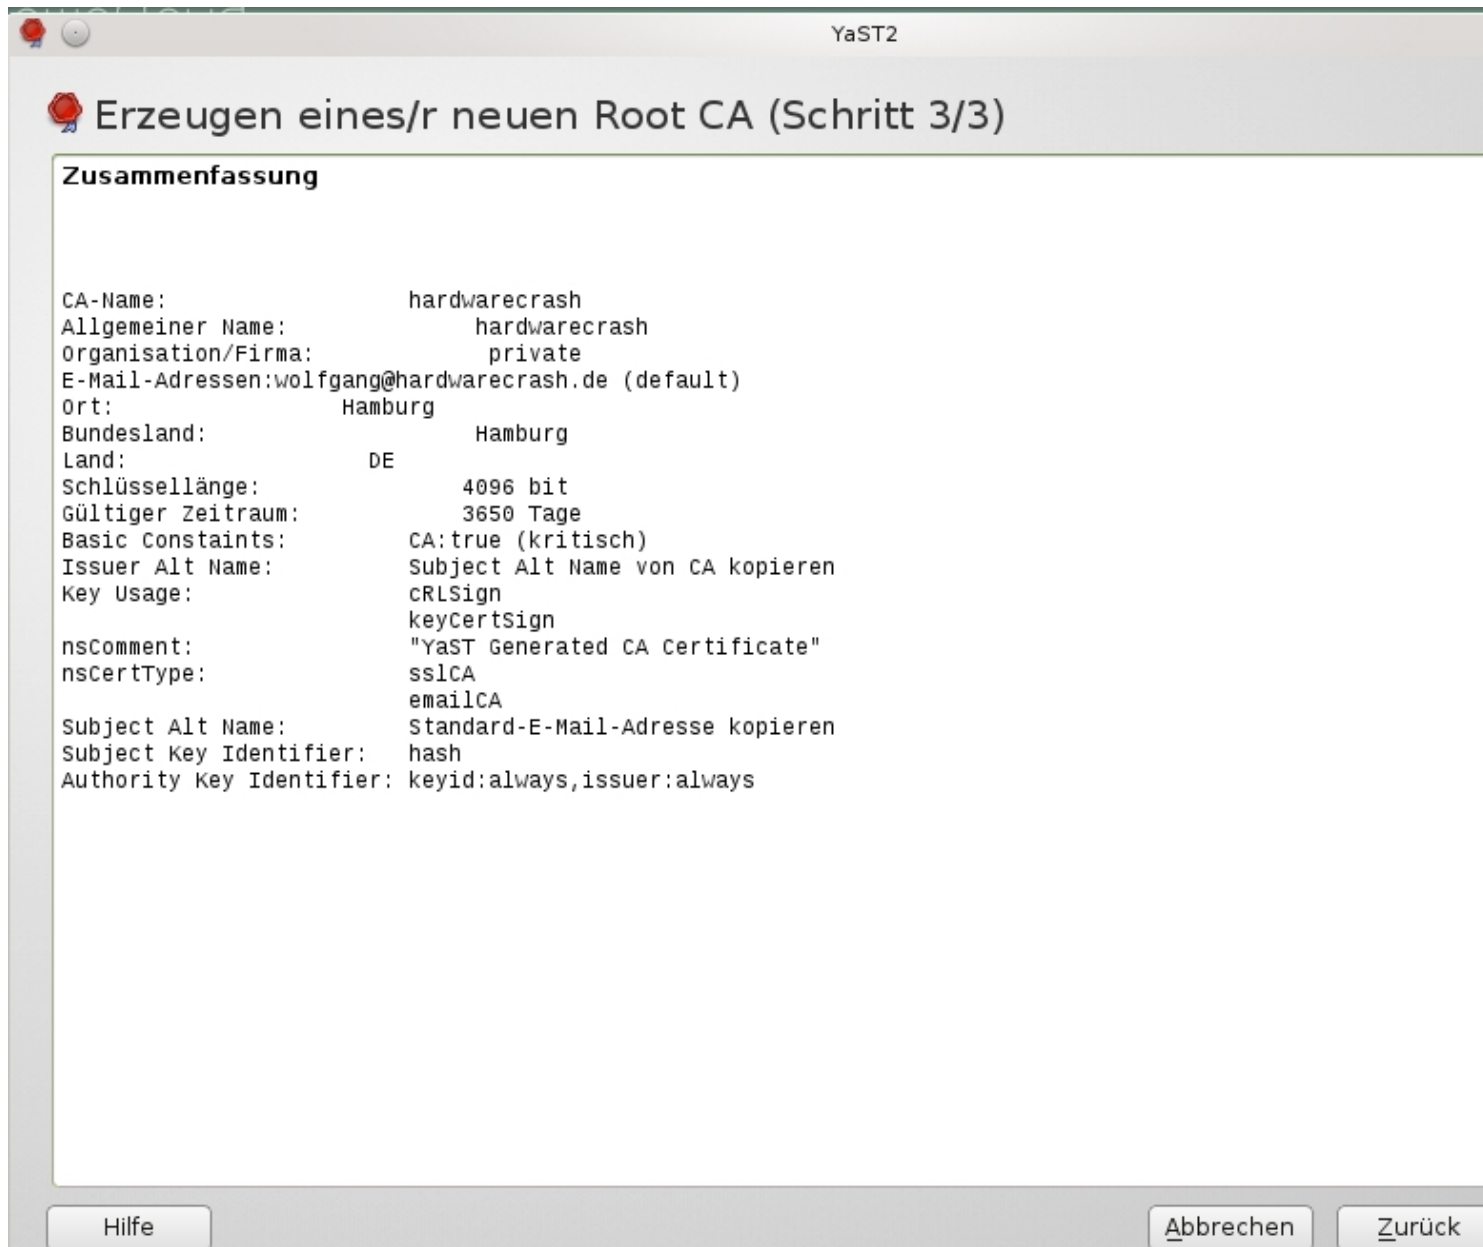 YaST2
Erzeugen eines/r neuen Root CA (Schritt 3/3)
Zusammenfassung
CA-Name: hardwarecrash
Allgemeiner Name: hardwarecrash
Organisation/Firma: private
E-Mail-Adressen:wolfgang@hardwarecrash.de (default)
Ort: Hamburg
Bundesland: Hamburg
Land: DE
Schlüssellänge: 4096 bit
Gültiger Zeitraum: 3650 Tage
Basic Constaints: CA:true (kritisch)
Issuer Alt Name: Subject Alt Name von CA kopieren
Key Usage: cRLSign
keyCertSign
nsComment: "YaST Generated CA Certificate"
nsCertType: sslCA
emailCA
Subject Alt Name: Standard-E-Mail-Adresse kopieren
Subject Key Identifier: hash
Authority Key Identifier: keyid:always,issuer:always
Hilfe Abbrechen Zurück